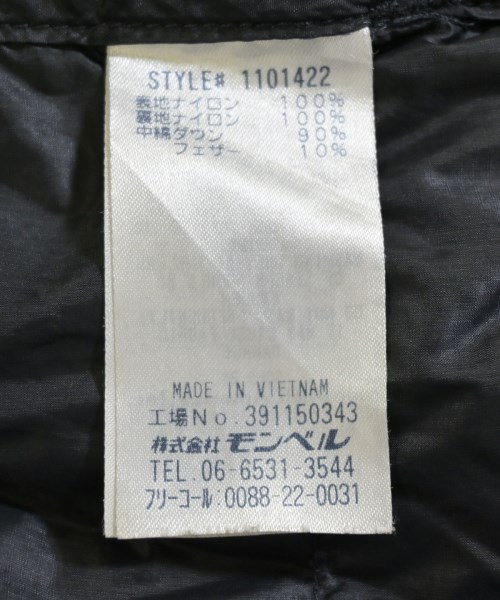 STYLE# 1101422
表地ナイロン 100%
裏地ナイロン 100%
中綿ダウン 90%
フェザー 10%
MADE IN VIETNAM
工場No.391150343
株式会社 モンベル
TEL.06-6531-3544
フリーコール:0088-22-0031